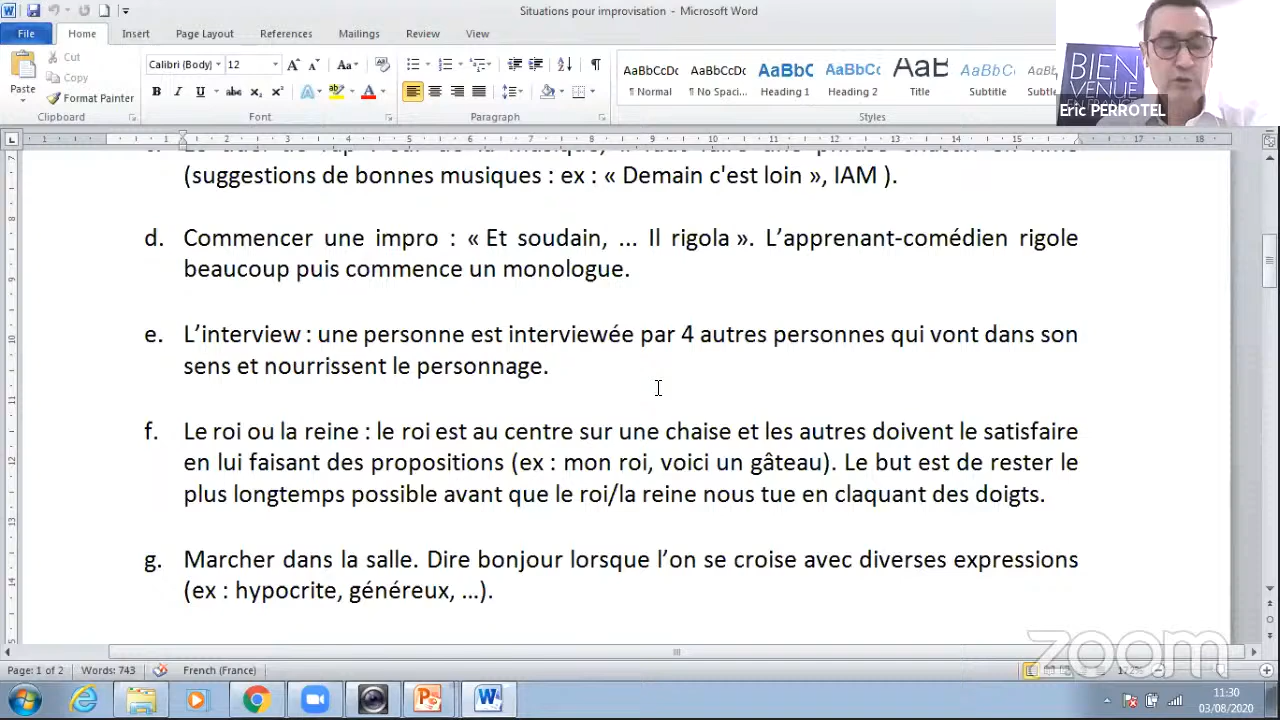 Situations pour improvisation - Microsoft Word
File Home Insert Page Layout References Mailings Review View
Cut
Copy
Format Painter
Paste
Calibri (Body) 12
AaBbCcDc AaBbCcDc AaBbC AaBbCc AaB AaBbCc AaBb
¶ Normal ¶ No Spaci... Heading 1 Heading 2 Title Subtitle Subtle
Clipboard Font Paragraph Styles
BIEN
VENUE
EN FRANCE
Eric PERROTEL
(suggestions de bonnes musiques : ex : « Demain c'est loin », IAM ).
d. Commencer une impro : « Et soudain, ... Il rigola ». L’apprenant-comédien rigole
beaucoup puis commence un monologue.
e. L’interview : une personne est interviewée par 4 autres personnes qui vont dans son
sens et nourrissent le personnage.
f. Le roi ou la reine : le roi est au centre sur une chaise et les autres doivent le satisfaire
en lui faisant des propositions (ex : mon roi, voici un gâteau). Le but est de rester le
plus longtemps possible avant que le roi/la reine nous tue en claquant des doigts.
g. Marcher dans la salle. Dire bonjour lorsque l’on se croise avec diverses expressions
(ex : hypocrite, généreux, …).
zoom
Page: 1 of 2 Words: 743 French (France)
11:30
03/08/2020